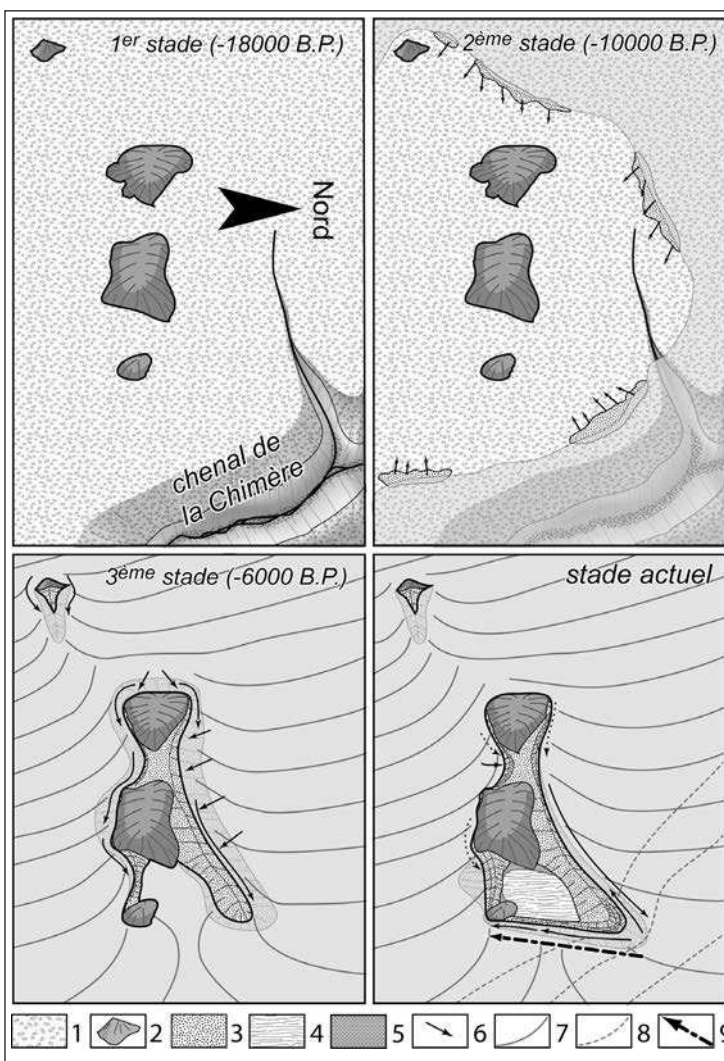 1er stade (-18000 B.P.)
2ème stade (-10000 B.P.)
Nord
chenal de
la Chimère
3ème stade (-6000 B.P.)
stade actuel
1 2 3 4 5 6 7 8 9